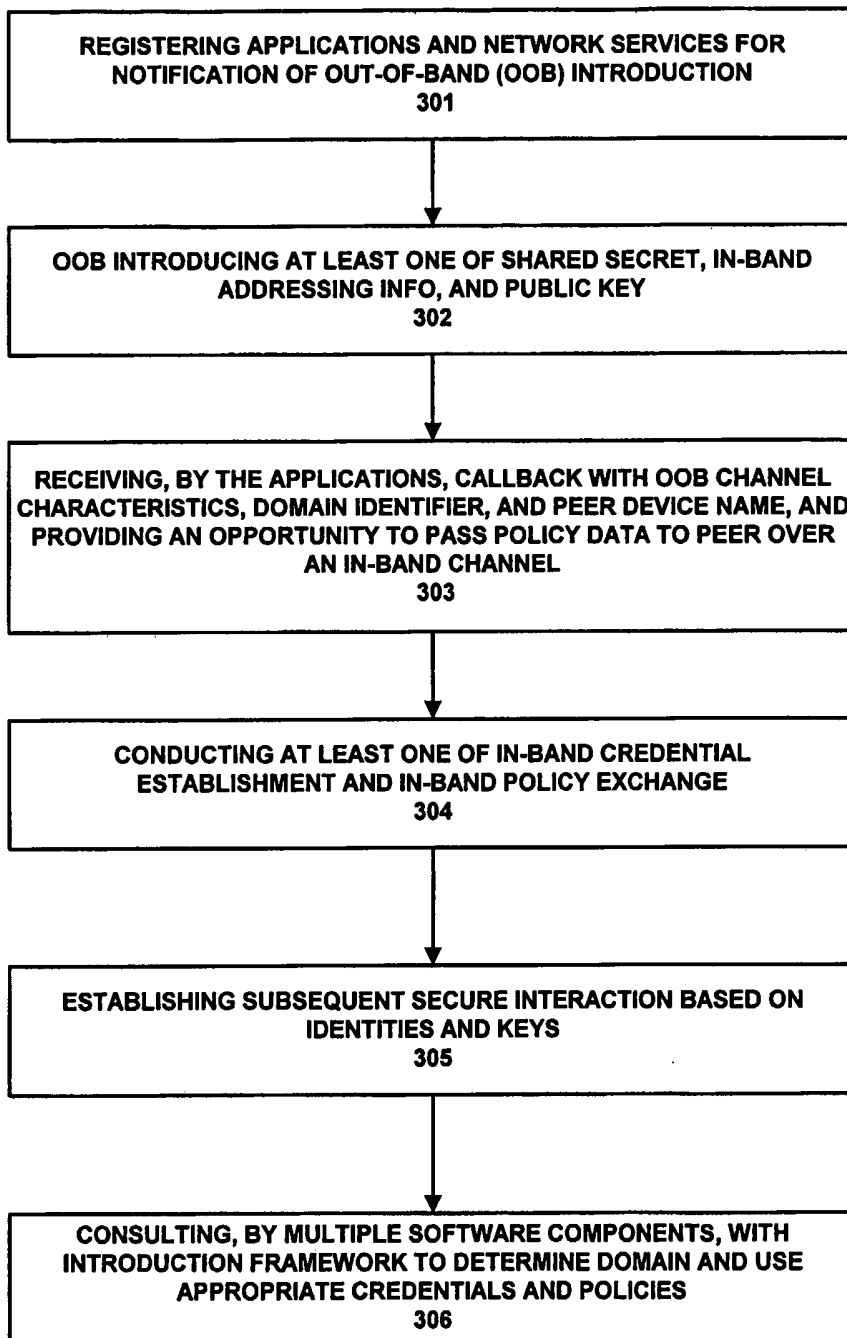 REGISTERING APPLICATIONS AND NETWORK SERVICES FOR
NOTIFICATION OF OUT-OF-BAND (OOB) INTRODUCTION
301
OOB INTRODUCING AT LEAST ONE OF SHARED SECRET, IN-BAND
ADDRESSING INFO, AND PUBLIC KEY
302
RECEIVING, BY THE APPLICATIONS, CALLBACK WITH OOB CHANNEL
CHARACTERISTICS, DOMAIN IDENTIFIER, AND PEER DEVICE NAME, AND
PROVIDING AN OPPORTUNITY TO PASS POLICY DATA TO PEER OVER
AN IN-BAND CHANNEL
303
CONDUCTING AT LEAST ONE OF IN-BAND CREDENTIAL
ESTABLISHMENT AND IN-BAND POLICY EXCHANGE
304
ESTABLISHING SUBSEQUENT SECURE INTERACTION BASED ON
IDENTITIES AND KEYS
305
CONSULTING, BY MULTIPLE SOFTWARE COMPONENTS, WITH
INTRODUCTION FRAMEWORK TO DETERMINE DOMAIN AND USE
APPROPRIATE CREDENTIALS AND POLICIES
306